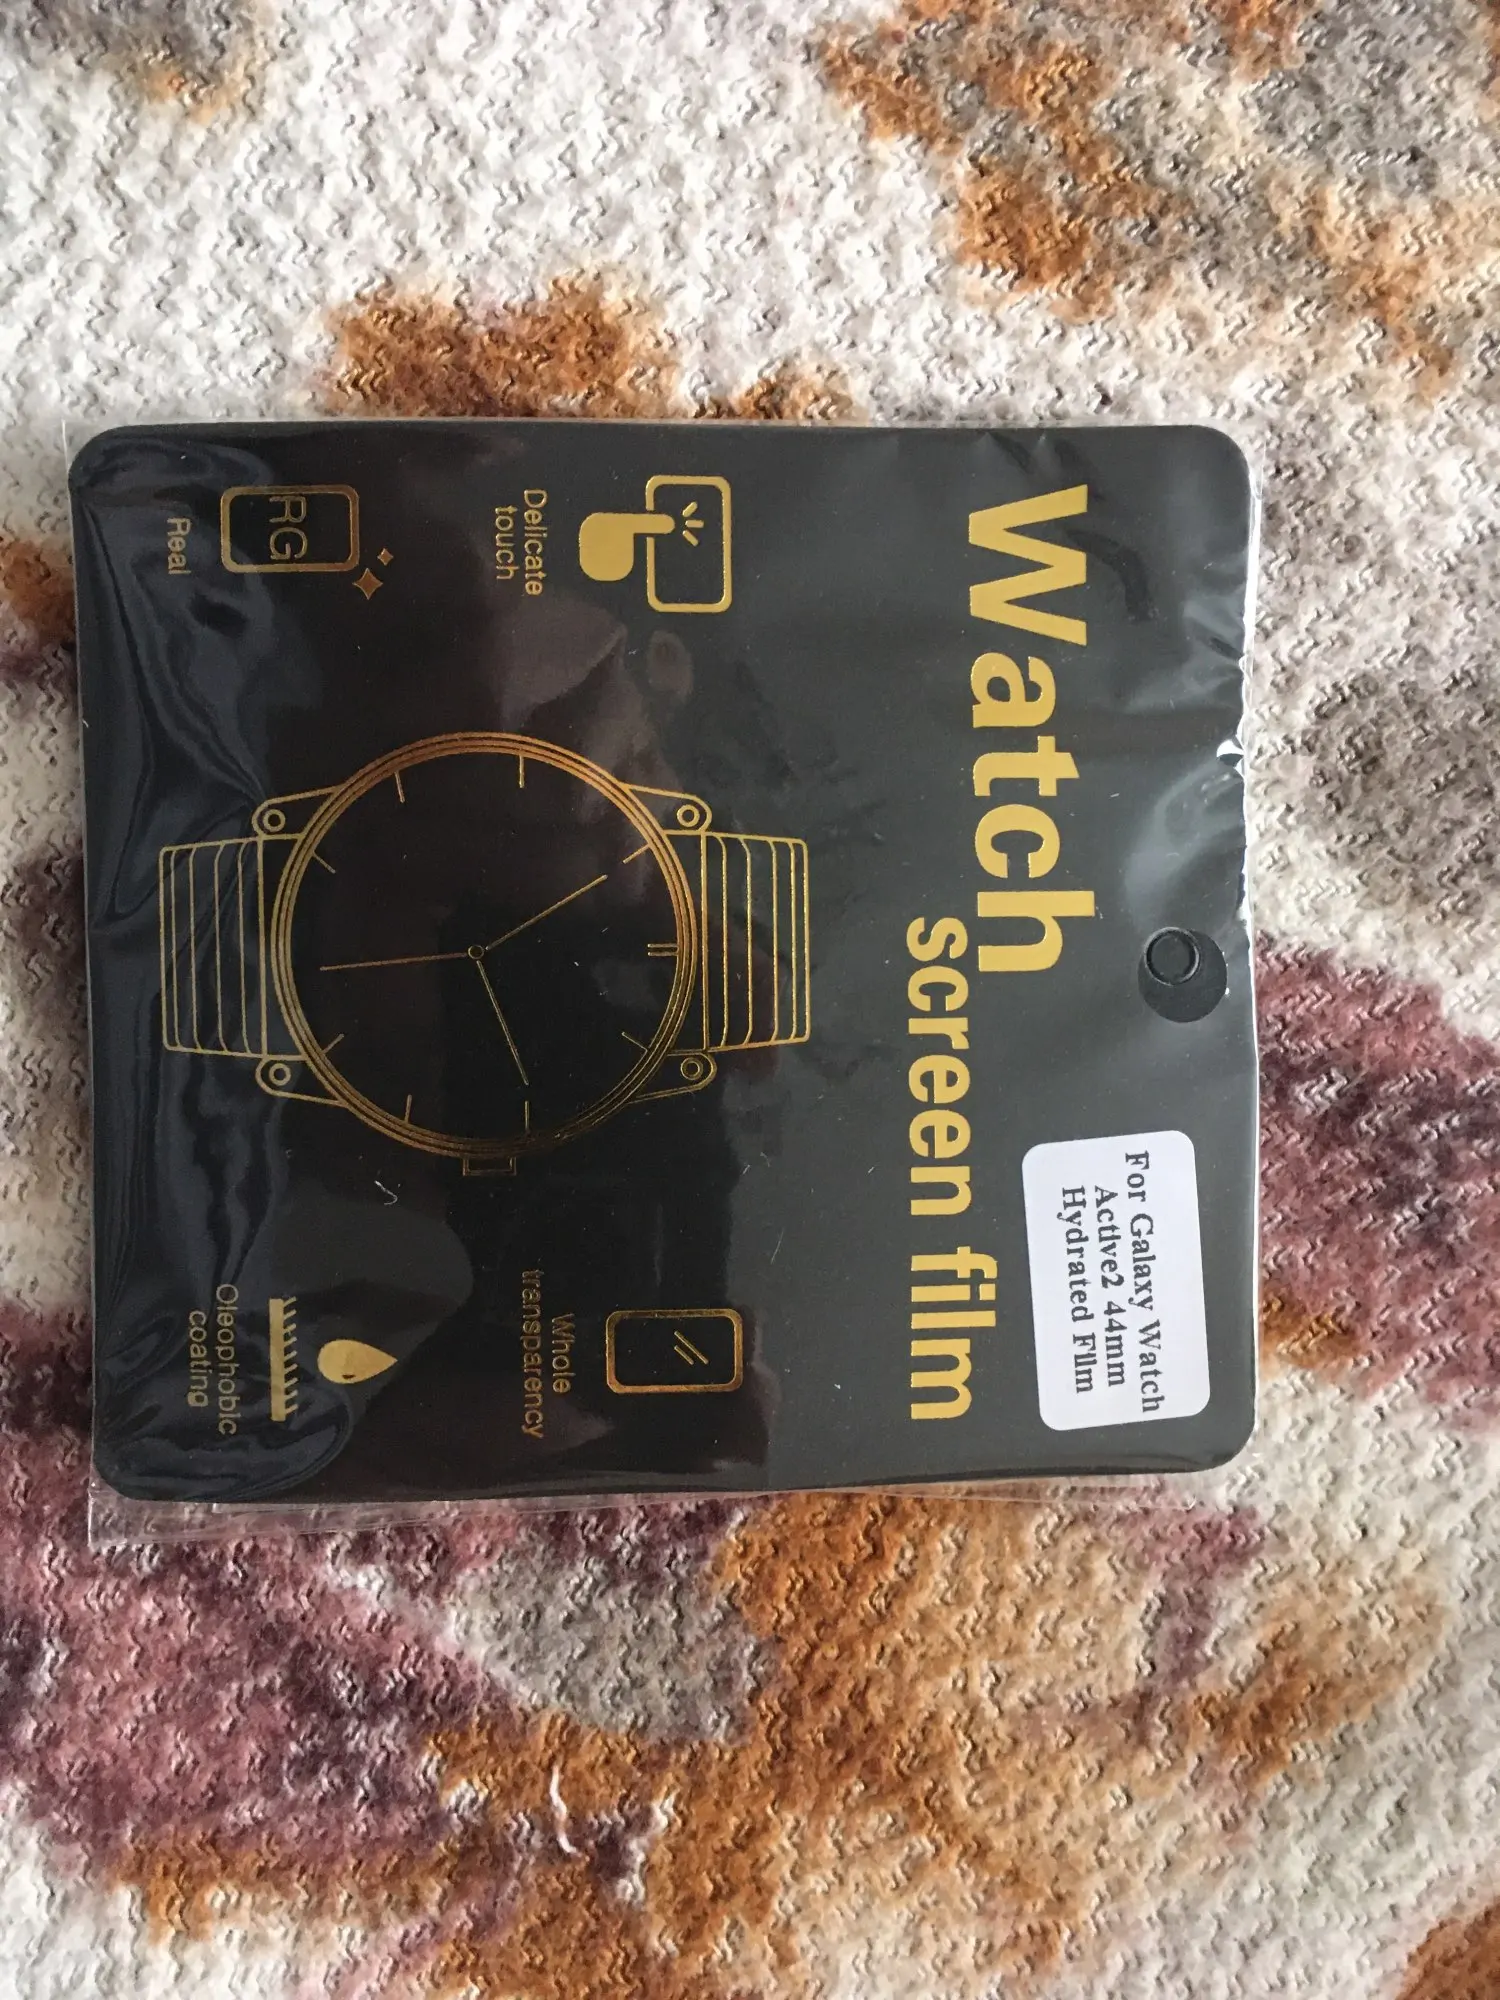 Watch
screen film
For Galaxy Watch
Active2 44mm
Hydrated Film
Delicate
touch
Whole
transparency
RG
Real
Oleophobic
coating